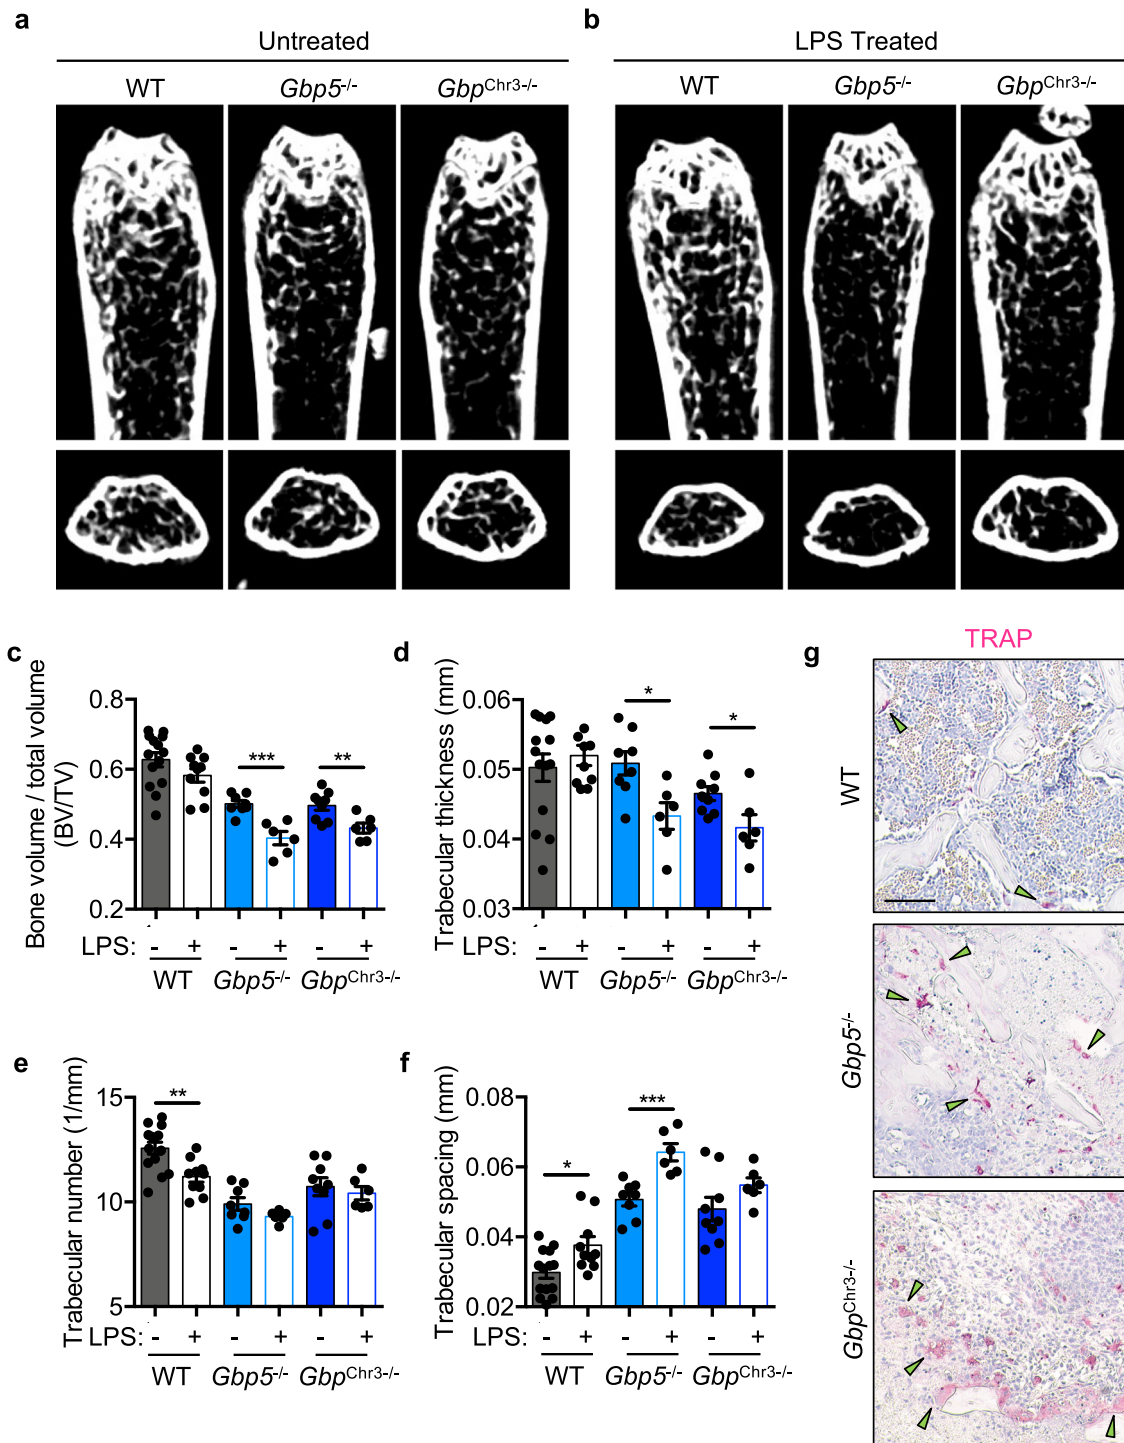 a
Untreated
WT Gbp5-/- GbpChr3-/-
b
LPS Treated
WT Gbp5-/- GbpChr3-/-
c
Bone volume / total volume
(BV/TV)
0.8
0.6
0.4
0.2
*** **
LPS: - + - + - +
WT Gbp5-/- GbpChr3-/-
d
Trabecular thickness (mm)
0.06
0.05
0.04
0.03
* *
LPS: - + - + - +
WT Gbp5-/- GbpChr3-/-
e
Trabecular number (1/mm)
15
10
5
**
LPS: - + - + - +
WT Gbp5-/- GbpChr3-/-
f
Trabecular spacing (mm)
0.08
0.06
0.04
0.02
* ***
LPS: - + - + - +
WT Gbp5-/- GbpChr3-/-
g
TRAP
WT
Gbp5-/-
GbpChr3-/-